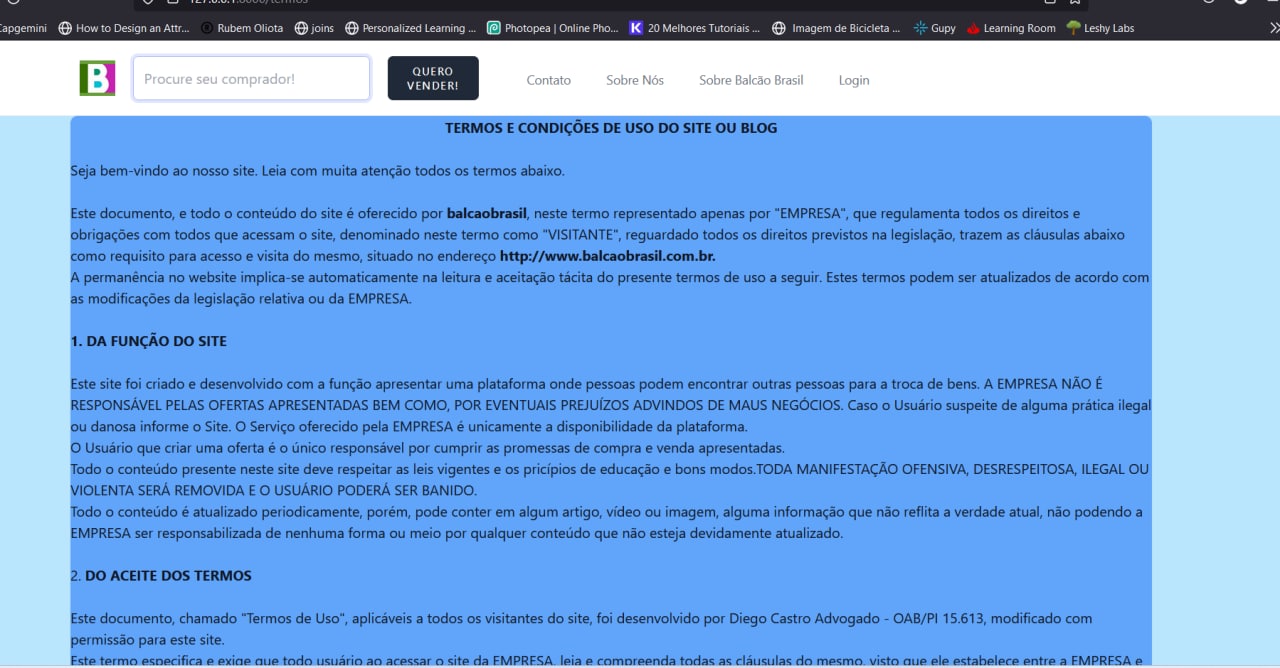 127.0.0.1:8000/termos
Capgemini How to Design an Attr... Rubem Oliota joins Personalized Learning ... Photopea | Online Pho... 20 Melhores Tutoriais ... Imagem de Bicicleta ... Gupy Learning Room Leshy Labs
B Procure seu comprador! QUERO
VENDER! Contato Sobre Nós Sobre Balcão Brasil Login
TERMOS E CONDIÇÕES DE USO DO SITE OU BLOG
Seja bem-vindo ao nosso site. Leia com muita atenção todos os termos abaixo.
Este documento, e todo o conteúdo do site é oferecido por balcaobrasil, neste termo representado apenas por "EMPRESA", que regulamenta todos os direitos e
obrigações com todos que acessam o site, denominado neste termo como "VISITANTE", reguardado todos os direitos previstos na legislação, trazem as cláusulas abaixo
como requisito para acesso e visita do mesmo, situado no endereço http://www.balcaobrasil.com.br.
A permanência no website implica-se automaticamente na leitura e aceitação tácita do presente termos de uso a seguir. Estes termos podem ser atualizados de acordo com
as modificações da legislação relativa ou da EMPRESA.
1. DA FUNÇÃO DO SITE
Este site foi criado e desenvolvido com a função apresentar uma plataforma onde pessoas podem encontrar outras pessoas para a troca de bens. A EMPRESA NÃO É
RESPONSÁVEL PELAS OFERTAS APRESENTADAS BEM COMO, POR EVENTUAIS PREJUÍZOS ADVINDOS DE MAUS NEGÓCIOS. Caso o Usuário suspeite de alguma prática ilegal
ou danosa informe o Site. O Serviço oferecido pela EMPRESA é unicamente a disponibilidade da plataforma.
O Usuário que criar uma oferta é o único responsável por cumprir as promessas de compra e venda apresentadas.
Todo o conteúdo presente neste site deve respeitar as leis vigentes e os pricípios de educação e bons modos.TODA MANIFESTAÇÃO OFENSIVA, DESRESPEITOSA, ILEGAL OU
VIOLENTA SERÁ REMOVIDA E O USUÁRIO PODERÁ SER BANIDO.
Todo o conteúdo é atualizado periodicamente, porém, pode conter em algum artigo, vídeo ou imagem, alguma informação que não reflita a verdade atual, não podendo a
EMPRESA ser responsabilizada de nenhuma forma ou meio por qualquer conteúdo que não esteja devidamente atualizado.
2. DO ACEITE DOS TERMOS
Este documento, chamado "Termos de Uso", aplicáveis a todos os visitantes do site, foi desenvolvido por Diego Castro Advogado - OAB/PI 15.613, modificado com
permissão para este site.
Este termo especifica e exige que todo usuário ao acessar o site da EMPRESA, leia e compreenda todas as cláusulas do mesmo, visto que ele estabelece entre a EMPRESA e